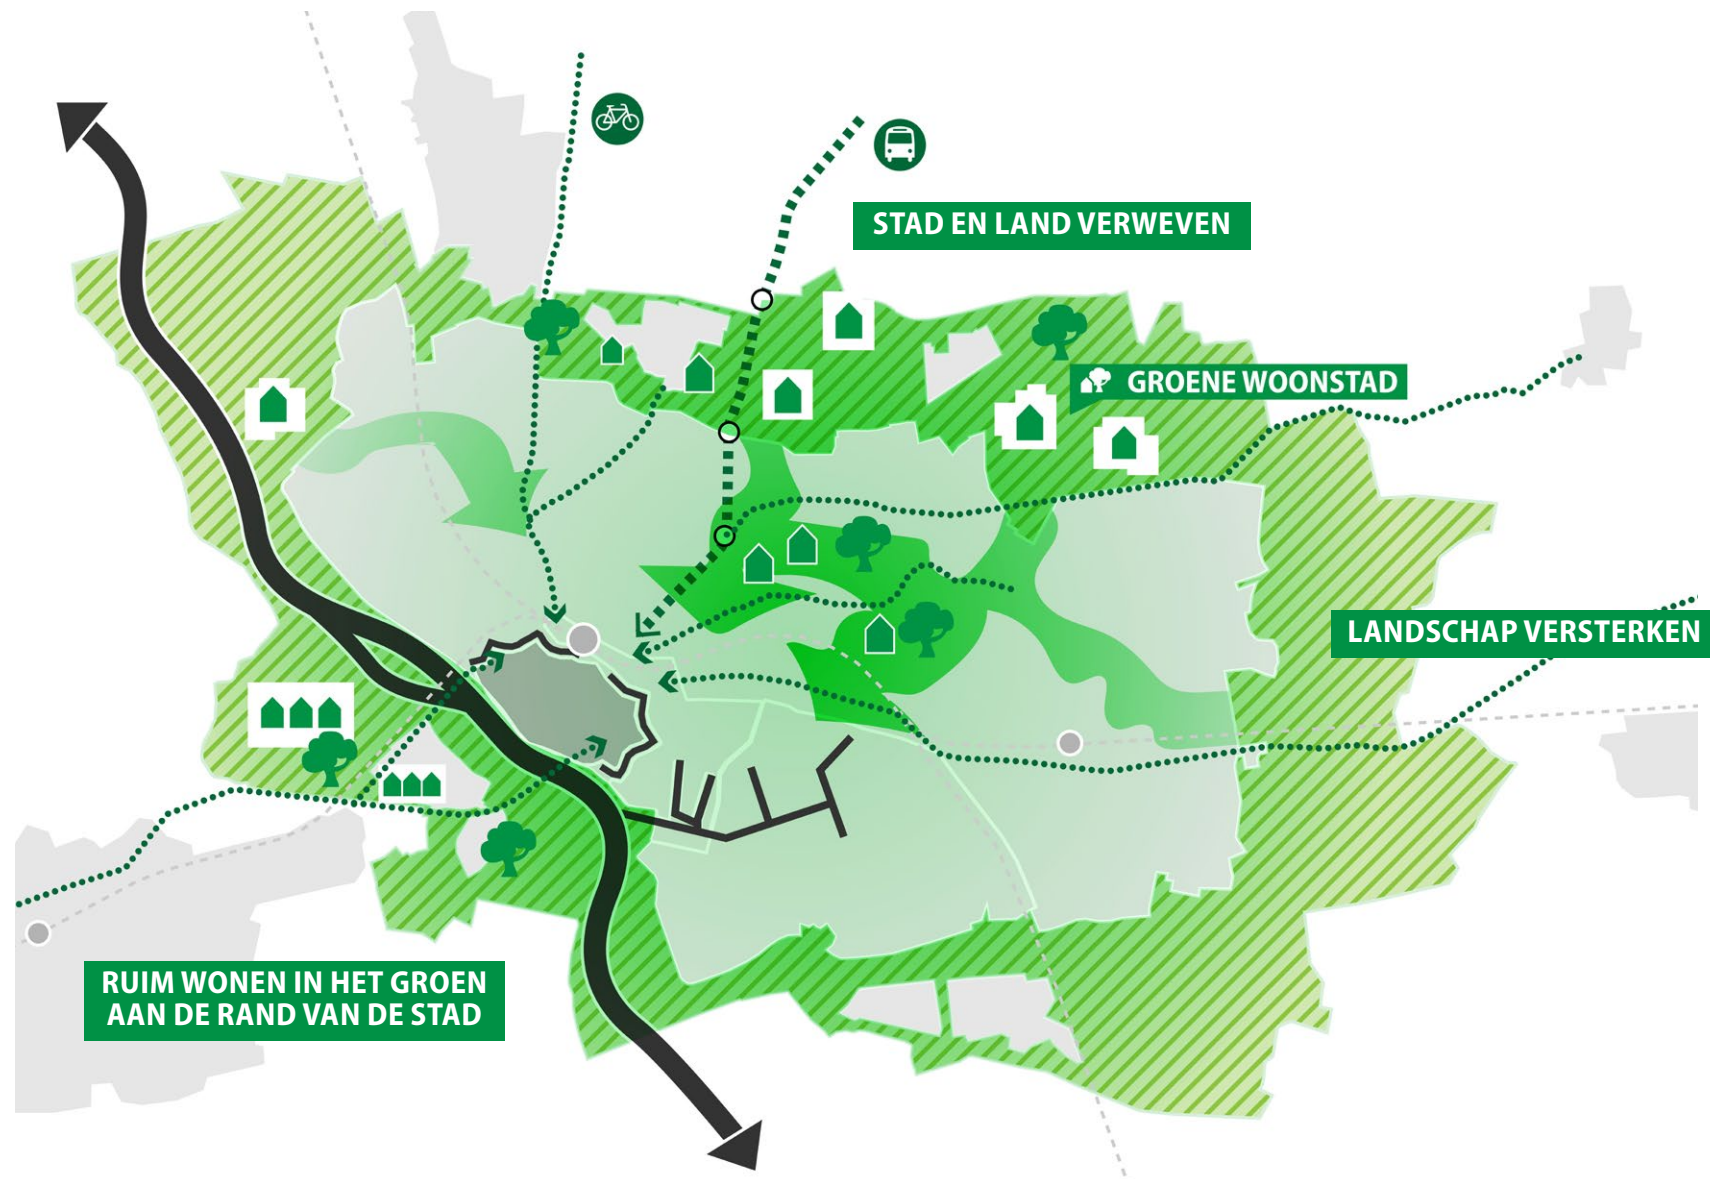 STAD EN LAND VERWEVEN
GROENE WOONSTAD
LANDSCHAP VERSTERKEN
RUIM WONEN IN HET GROEN
AAN DE RAND VAN DE STAD